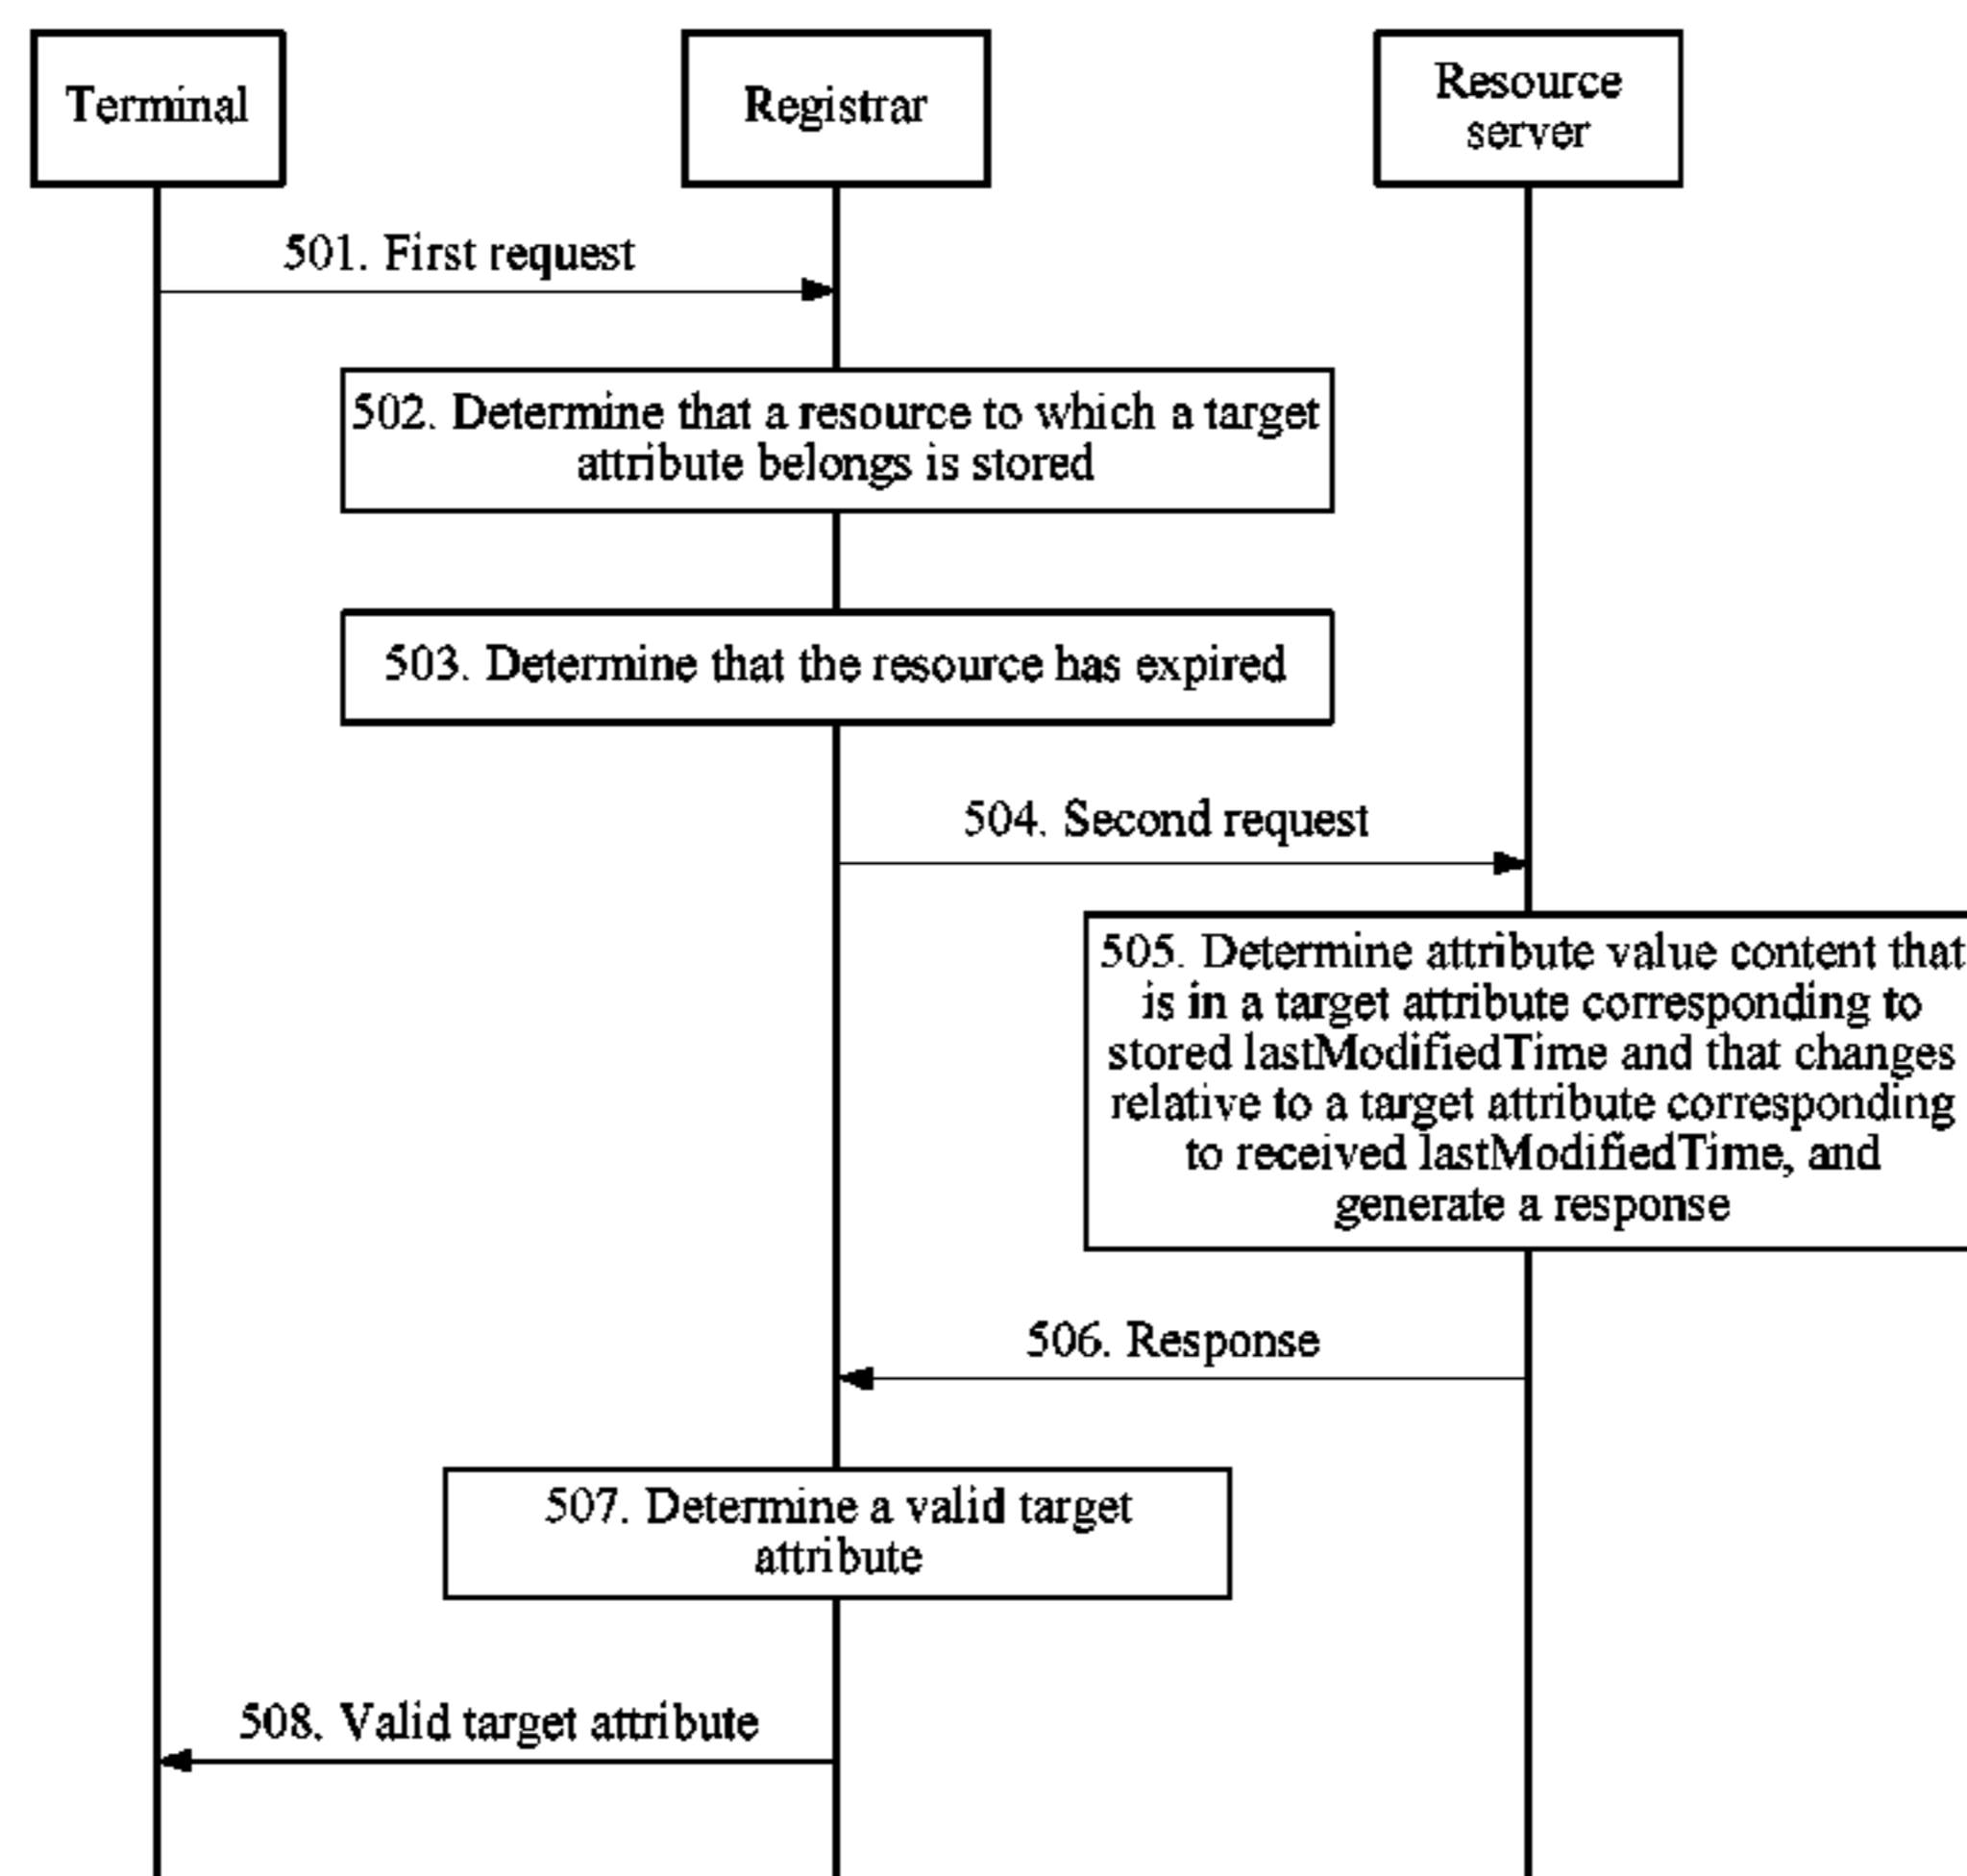 Terminal
Registrar
Resource
server
501. First request
502. Determine that a resource to which a target
attribute belongs is stored
503. Determine that the resource has expired
504. Second request
505. Determine attribute value content that
is in a target attribute corresponding to
stored lastModifiedTime and that changes
relative to a target attribute corresponding
to received lastModifiedTime, and
generate a response
506. Response
507. Determine a valid target
attribute
508. Valid target attribute